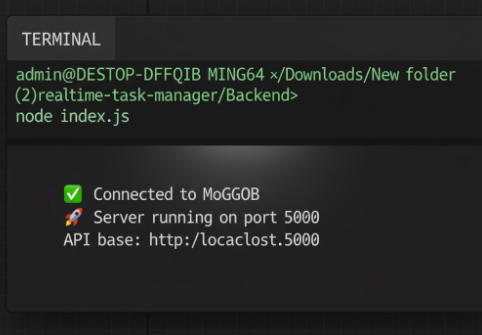 TERMINAL
admin@DESTOP-DFFQIB MING64 ×/Downloads/New folder
(2)realtime-task-manager/Backend>
node index.js
✅ Connected to MoGGOB
🚀 Server running on port 5000
API base: http:/locaclost.5000